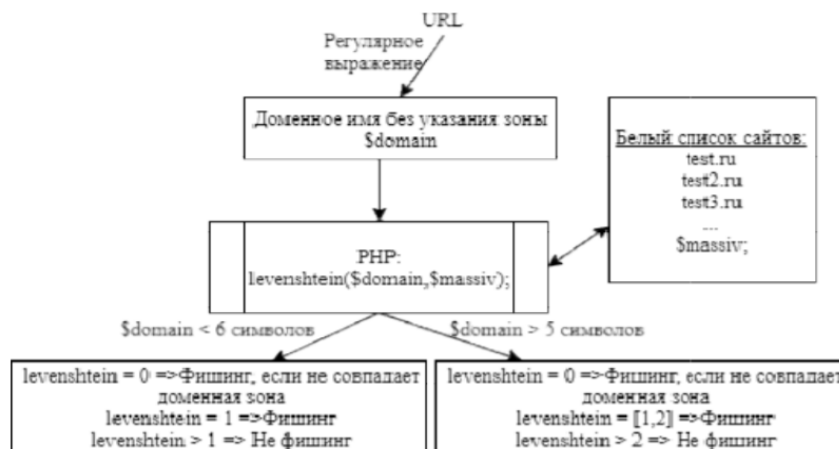 URL
Регулярное
выражение
Доменное имя без указания зоны
$domain
Белый список сайтов:
test.ru
test2.ru
test3.ru
...
$massiv;
PHP:
levenshtein($domain,$massiv);
$domain < 6 символов
$domain > 5 символов
levenshtein = 0 =>Фишинг, если не совпадает
доменная зона
levenshtein = 1 =>Фишинг
levenshtein > 1 => Не фишинг
levenshtein = 0 =>Фишинг, если не совпадает
доменная зона
levenshtein = [1,2] =>Фишинг
levenshtein > 2 => Не фишинг